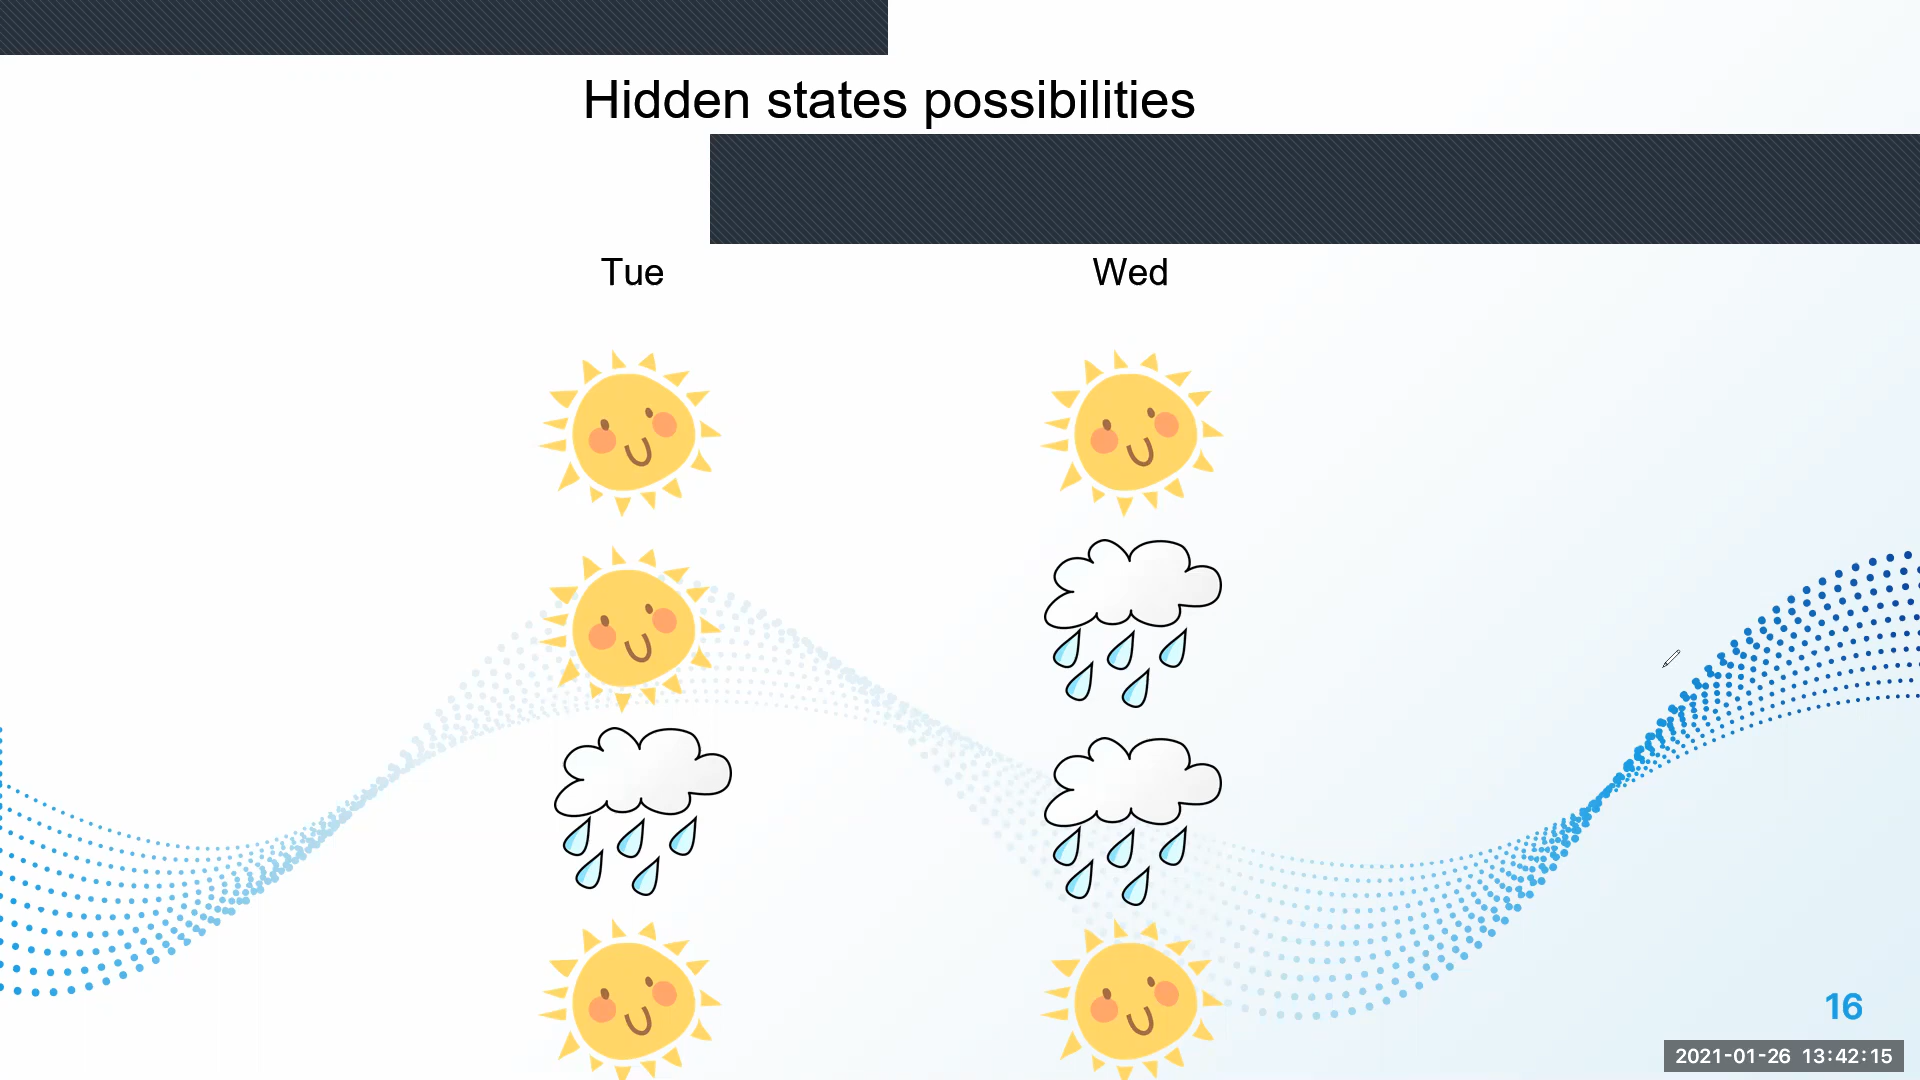 Hidden states possibilities
Tue
Wed
16
2021-01-26 13:42:15